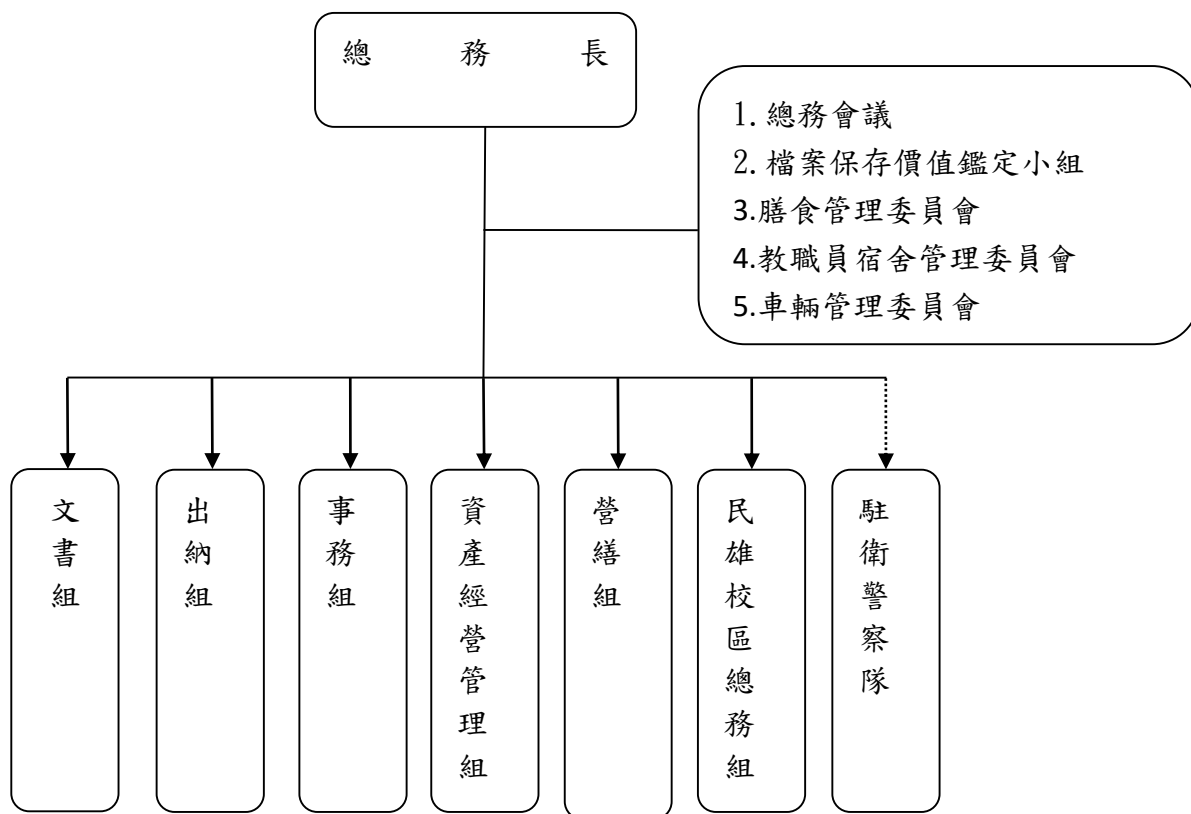 總務長
1.總務會議
2.檔案保存價值鑑定小組
3.膳食管理委員會
4.教職員宿舍管理委員會
5.車輛管理委員會
文書組
出納組
事務組
資產經營管理組
營繕組
民雄校區總務組
駐衛警察隊